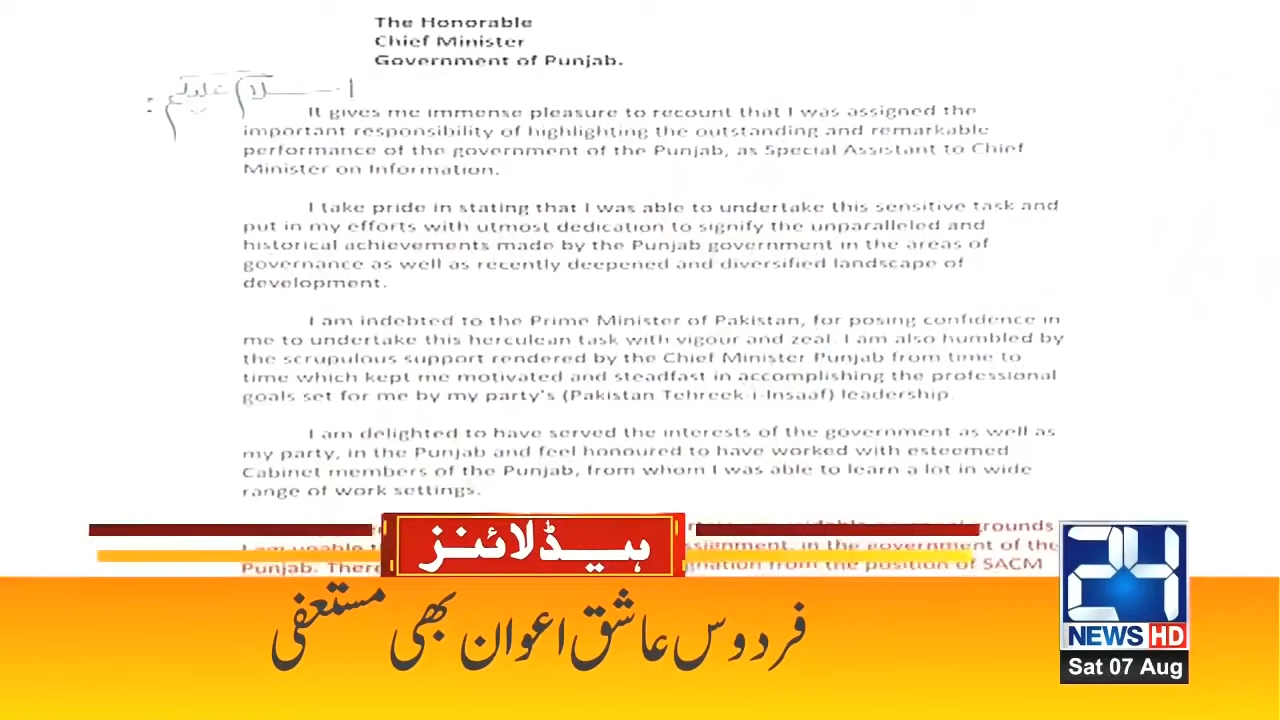 The Honorable
Chief Minister
Government of Punjab.
السلام علیکم :
It gives me immense pleasure to recount that I was assigned the
important responsibility of highlighting the outstanding and remarkable
performance of the government of the Punjab, as Special Assistant to Chief
Minister on Information.
I take pride in stating that I was able to undertake this sensitive task and
put in my efforts with utmost dedication to signify the unparalleled and
historical achievements made by the Punjab government in the areas of
governance as well as recently deepened and diversified landscape of
development.
I am indebted to the Prime Minister of Pakistan, for posing confidence in
me to undertake this herculean task with vigour and zeal. I am also humbled by
the scrupulous support rendered by the Chief Minister Punjab from time to
time which kept me motivated and steadfast in accomplishing the professional
goals set for me by my party's (Pakistan Tehreek-i-Insaaf) leadership.
I am delighted to have served the interests of the government as well as
my party, in the Punjab and feel honoured to have worked with esteemed
Cabinet members of the Punjab, from whom I was able to learn a lot in wide
range of work settings.
grounds
I am unable in the government of the
Punjab. from the position of SACM
ہیڈلائنز
فردوس عاشق اعوان بھی مستعفی
24
NEWS HD
Sat 07 Aug